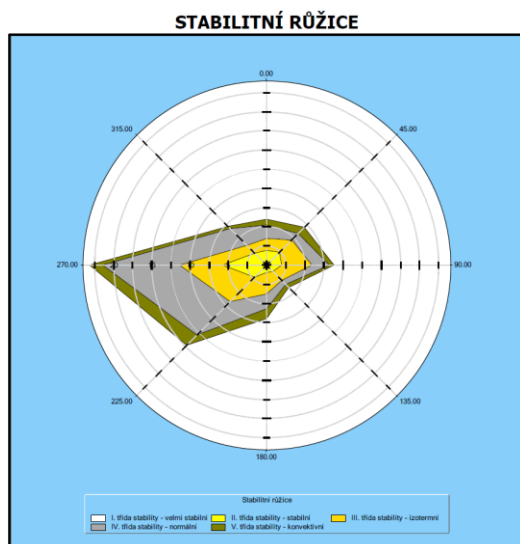 STABILITNÍ RŮŽICE
0.00
315.00
45.00
270.00
90.00
225.00
135.00
180.00
Stabilitní růžice
I. třída stability - velmi stabilní
II. třída stability - stabilní
III. třída stability - izotermní
IV. třída stability - normální
V. třída stability - konvektivní